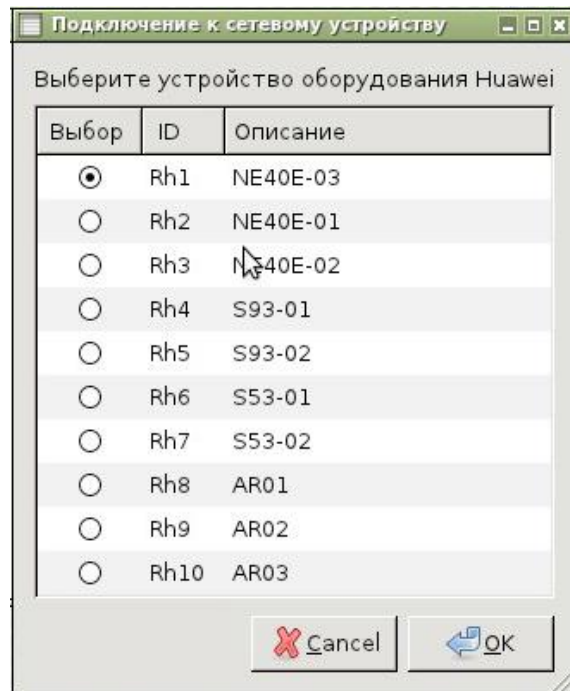 Подключение к сетевому устройству
Выберите устройство оборудования Huawei
Выбор ID Описание
Rh1 NE40E-03
Rh2 NE40E-01
Rh3 NE40E-02
Rh4 S93-01
Rh5 S93-02
Rh6 S53-01
Rh7 S53-02
Rh8 AR01
Rh9 AR02
Rh10 AR03
Cancel OK